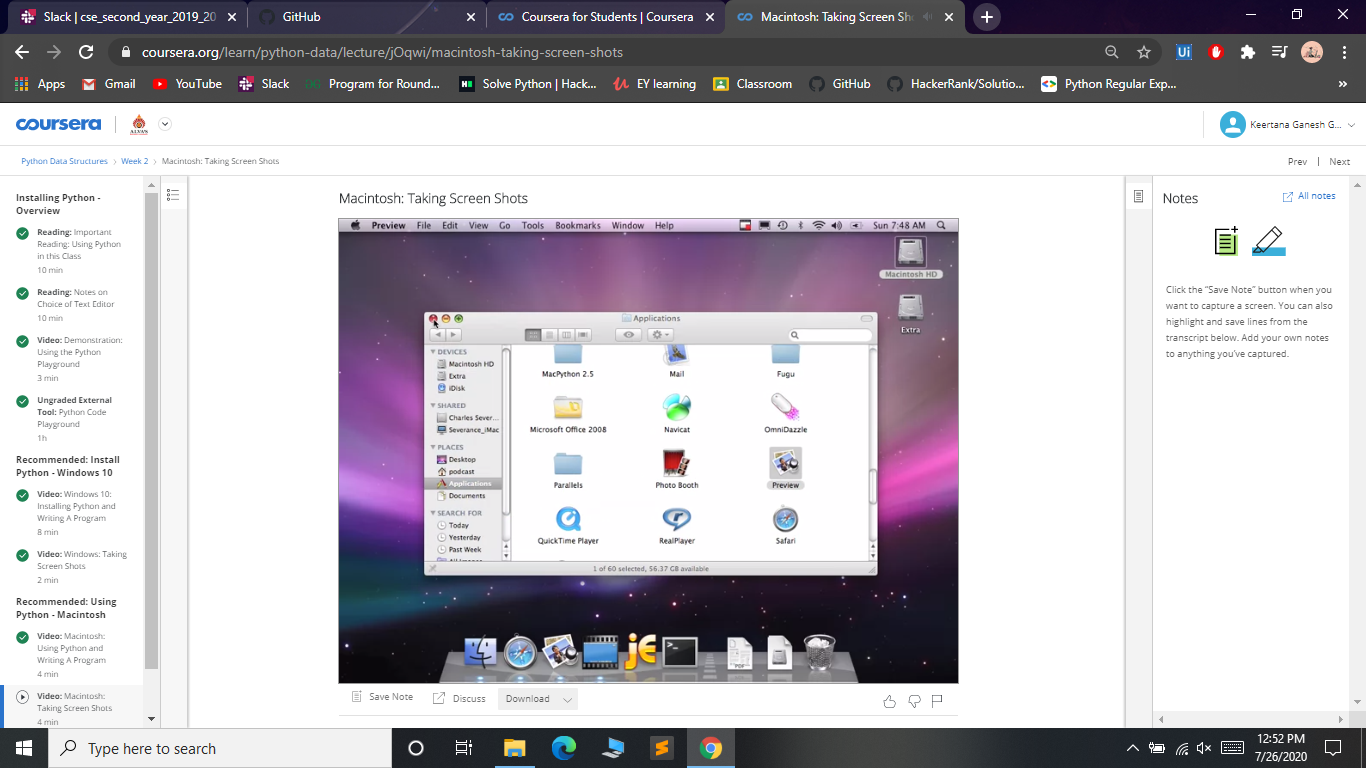 Slack | cse_second_year_2019_20
GitHub
Coursera for Students | Coursera
Macintosh: Taking Screen Sho
coursera.org/learn/python-data/lecture/jOqwi/macintosh-taking-screen-shots
Apps
Gmail
YouTube
Slack
Program for Round...
Solve Python | Hack...
EY learning
Classroom
GitHub
HackerRank/Solutio...
Python Regular Exp...
»
coursera
ALVA'S
Keertana Ganesh G...
Python Data Structures > Week 2 > Macintosh: Taking Screen Shots
Prev | Next
Installing Python -
Overview
Reading: Important
Reading: Using Python
in this Class
10 min
Reading: Notes on
Choice of Text Editor
10 min
Video: Demonstration:
Using the Python
Playground
3 min
Ungraded External
Tool: Python Code
Playground
1h
Recommended: Install
Python - Windows 10
Video: Windows 10:
Installing Python and
Writing A Program
8 min
Video: Windows: Taking
Screen Shots
2 min
Recommended: Using
Python - Macintosh
Video: Macintosh:
Using Python and
Writing A Program
4 min
Video: Macintosh:
Taking Screen Shots
4 min
Macintosh: Taking Screen Shots
Preview File Edit View Go Tools Bookmarks Window Help
Sun 7:48 AM
Macintosh HD
Extra
Applications
DEVICES
Macintosh HD
Extra
iDisk
SHARED
Charles Sever...
Severance_iMac
PLACES
Desktop
podcast
Applications
Documents
SEARCH FOR
Today
Yesterday
Past Week
All Images
MacPython 2.5
Mail
Fugu
Microsoft Office 2008
Navicat
OmniDazzle
Parallels
Photo Booth
Preview
QuickTime Player
RealPlayer
Safari
1 of 60 selected, 56.37 GB available
PDF
Save Note
Discuss
Download
Notes
All notes
Click the “Save Note” button when you
want to capture a screen. You can also
highlight and save lines from the
transcript below. Add your own notes
to anything you've captured.
Type here to search
12:52 PM
7/26/2020